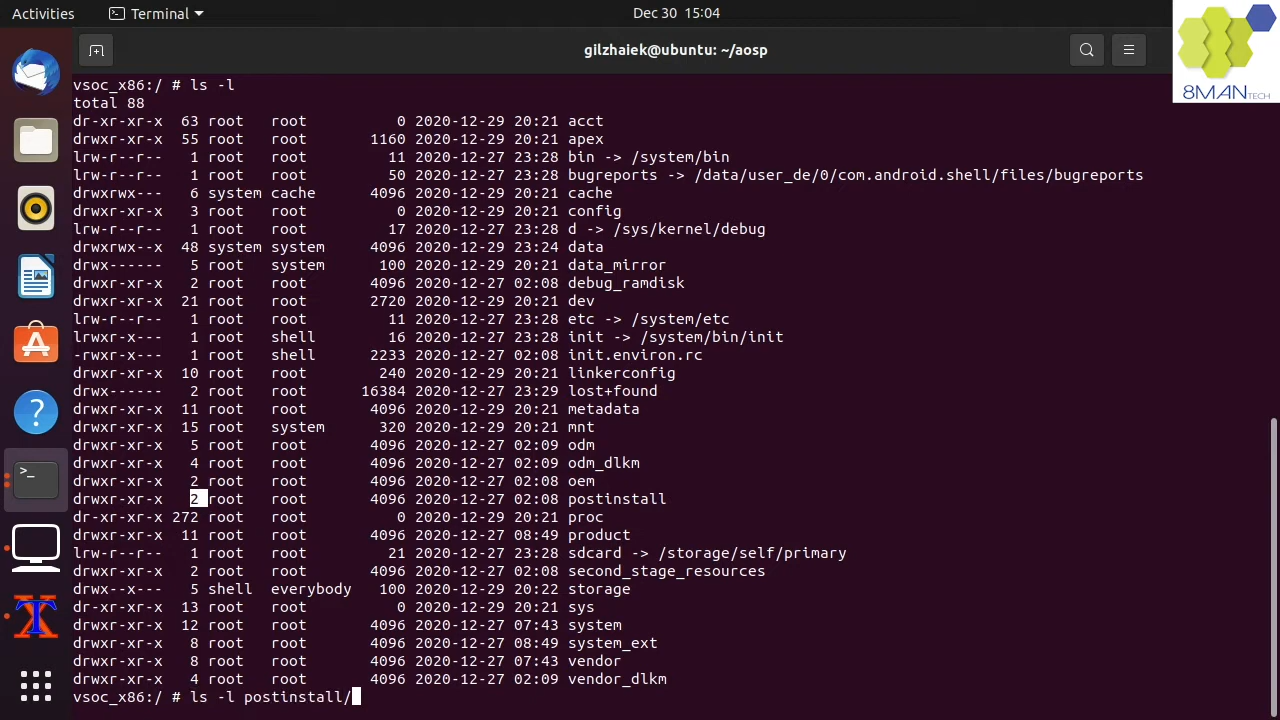 Activities Terminal Dec 30 15:04
gilzhaiek@ubuntu: ~/aosp
8MANTECH
vsoc_x86:/ # ls -l
total 88
dr-xr-xr-x 63 root root 0 2020-12-29 20:21 acct
drwxr-xr-x 55 root root 1160 2020-12-29 20:21 apex
lrw-r--r-- 1 root root 11 2020-12-27 23:28 bin -> /system/bin
lrw-r--r-- 1 root root 50 2020-12-27 23:28 bugreports -> /data/user_de/0/com.android.shell/files/bugreports
drwxrwx--- 6 system cache 4096 2020-12-29 20:21 cache
drwxr-xr-x 3 root root 0 2020-12-29 20:21 config
lrw-r--r-- 1 root root 17 2020-12-27 23:28 d -> /sys/kernel/debug
drwxrwx--x 48 system system 4096 2020-12-29 23:24 data
drwx------ 5 root system 100 2020-12-29 20:21 data_mirror
drwxr-xr-x 2 root root 4096 2020-12-27 02:08 debug_ramdisk
drwxr-xr-x 21 root root 2720 2020-12-29 20:21 dev
lrw-r--r-- 1 root root 11 2020-12-27 23:28 etc -> /system/etc
lrwxr-x--- 1 root shell 16 2020-12-27 23:28 init -> /system/bin/init
-rwxr-x--- 1 root shell 2233 2020-12-27 02:08 init.environ.rc
drwxr-xr-x 10 root root 240 2020-12-29 20:21 linkerconfig
drwx------ 2 root root 16384 2020-12-27 23:29 lost+found
drwxr-xr-x 11 root root 4096 2020-12-29 20:21 metadata
drwxr-xr-x 15 root system 320 2020-12-29 20:21 mnt
drwxr-xr-x 5 root root 4096 2020-12-27 02:09 odm
drwxr-xr-x 4 root root 4096 2020-12-27 02:09 odm_dlkm
drwxr-xr-x 2 root root 4096 2020-12-27 02:08 oem
drwxr-xr-x 2 root root 4096 2020-12-27 02:08 postinstall
dr-xr-xr-x 272 root root 0 2020-12-29 20:21 proc
drwxr-xr-x 11 root root 4096 2020-12-27 08:49 product
lrw-r--r-- 1 root root 21 2020-12-27 23:28 sdcard -> /storage/self/primary
drwxr-xr-x 2 root root 4096 2020-12-27 02:08 second_stage_resources
drwx--x--- 5 shell everybody 100 2020-12-29 20:22 storage
dr-xr-xr-x 13 root root 0 2020-12-29 20:21 sys
drwxr-xr-x 12 root root 4096 2020-12-27 07:43 system
drwxr-xr-x 8 root root 4096 2020-12-27 08:49 system_ext
drwxr-xr-x 8 root root 4096 2020-12-27 07:43 vendor
drwxr-xr-x 4 root root 4096 2020-12-27 02:09 vendor_dlkm
vsoc_x86:/ # ls -l postinstall/